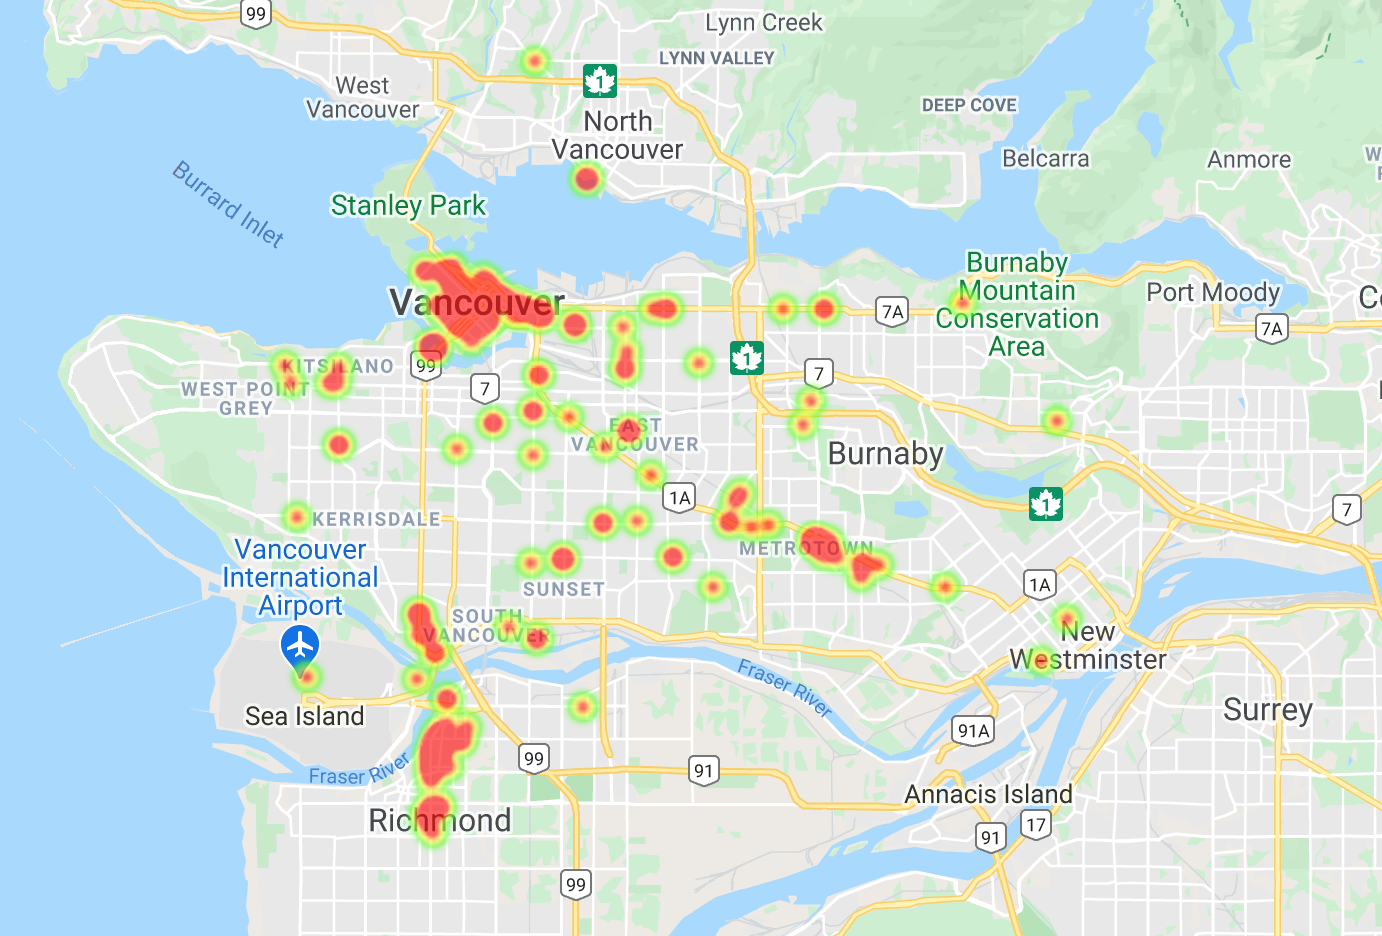 99
Lynn Creek
LYNN VALLEY
1
West
Vancouver
DEEP COVE
North
Vancouver
Belcarra
Anmore
Burrard Inlet
Stanley Park
Burnaby
Mountain
Conservation
Area
Port Moody
Vancouver
7A
7A
1
99
KITSILANO
7
7
WEST POINT
GREY
EAST
VANCOUVER
Burnaby
1A
1
7
KERRISDALE
METROTOWN
Vancouver
International
Airport
1A
SUNSET
SOUTH
VANCOUVER
New
Westminster
Fraser River
Sea Island
Surrey
91A
99
91
Fraser River
Annacis Island
Richmond
17
91
99